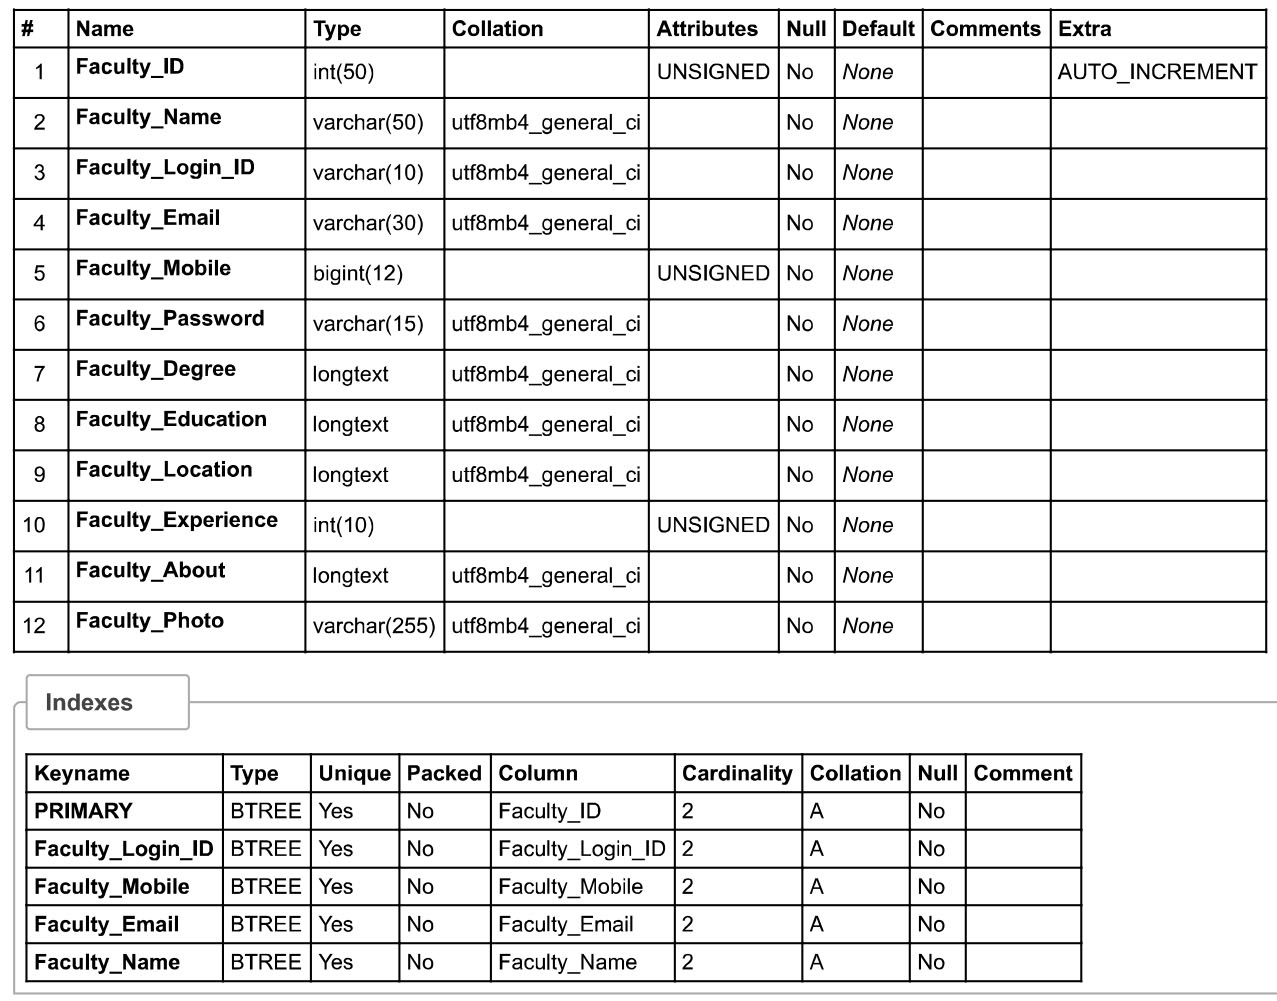 # Name Type Collation Attributes Null Default Comments Extra
1 Faculty_ID int(50) UNSIGNED No None AUTO_INCREMENT
2 Faculty_Name varchar(50) utf8mb4_general_ci No None
3 Faculty_Login_ID varchar(10) utf8mb4_general_ci No None
4 Faculty_Email varchar(30) utf8mb4_general_ci No None
5 Faculty_Mobile bigint(12) UNSIGNED No None
6 Faculty_Password varchar(15) utf8mb4_general_ci No None
7 Faculty_Degree longtext utf8mb4_general_ci No None
8 Faculty_Education longtext utf8mb4_general_ci No None
9 Faculty_Location longtext utf8mb4_general_ci No None
10 Faculty_Experience int(10) UNSIGNED No None
11 Faculty_About longtext utf8mb4_general_ci No None
12 Faculty_Photo varchar(255) utf8mb4_general_ci No None
Indexes
Keyname Type Unique Packed Column Cardinality Collation Null Comment
PRIMARY BTREE Yes No Faculty_ID 2 A No
Faculty_Login_ID BTREE Yes No Faculty_Login_ID 2 A No
Faculty_Mobile BTREE Yes No Faculty_Mobile 2 A No
Faculty_Email BTREE Yes No Faculty_Email 2 A No
Faculty_Name BTREE Yes No Faculty_Name 2 A No